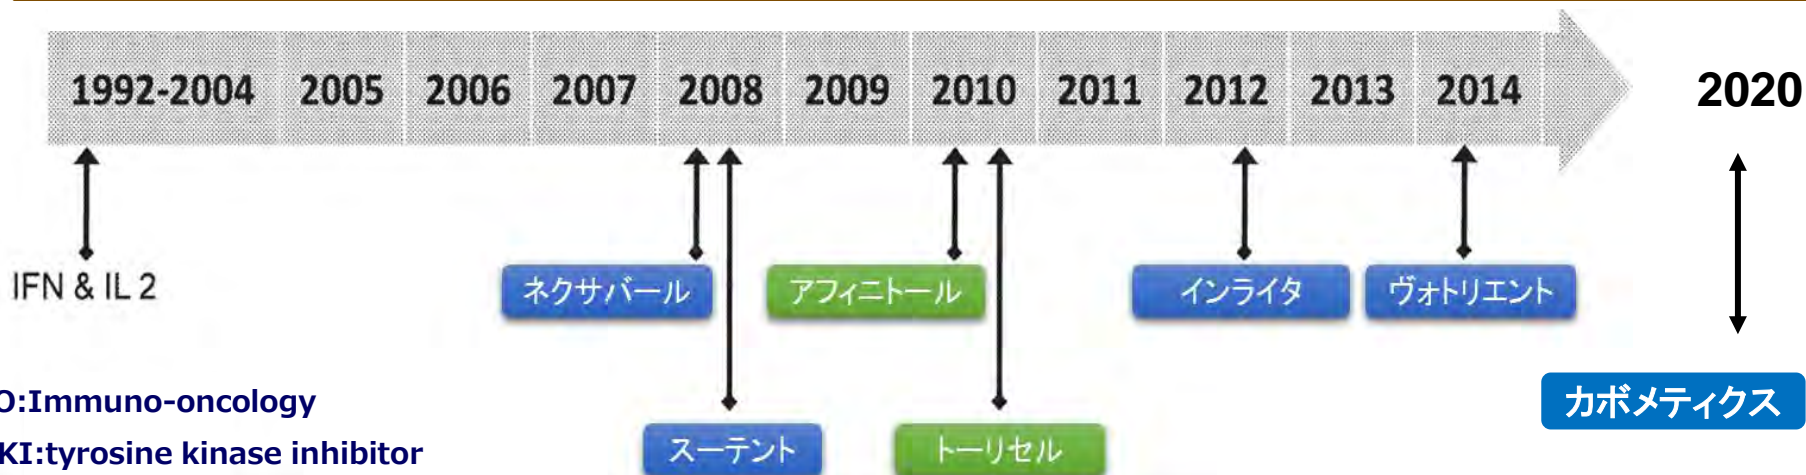 1992-2004 2005 2006 2007 2008 2009 2010 2011 2012 2013 2014 2020
IFN & IL 2
ネクサバール アフィニトール インライタ ヴォトリエント
O:Immuno-oncology
カボメティクス
KI:tyrosine kinase inhibitor
スーテント トーリセル